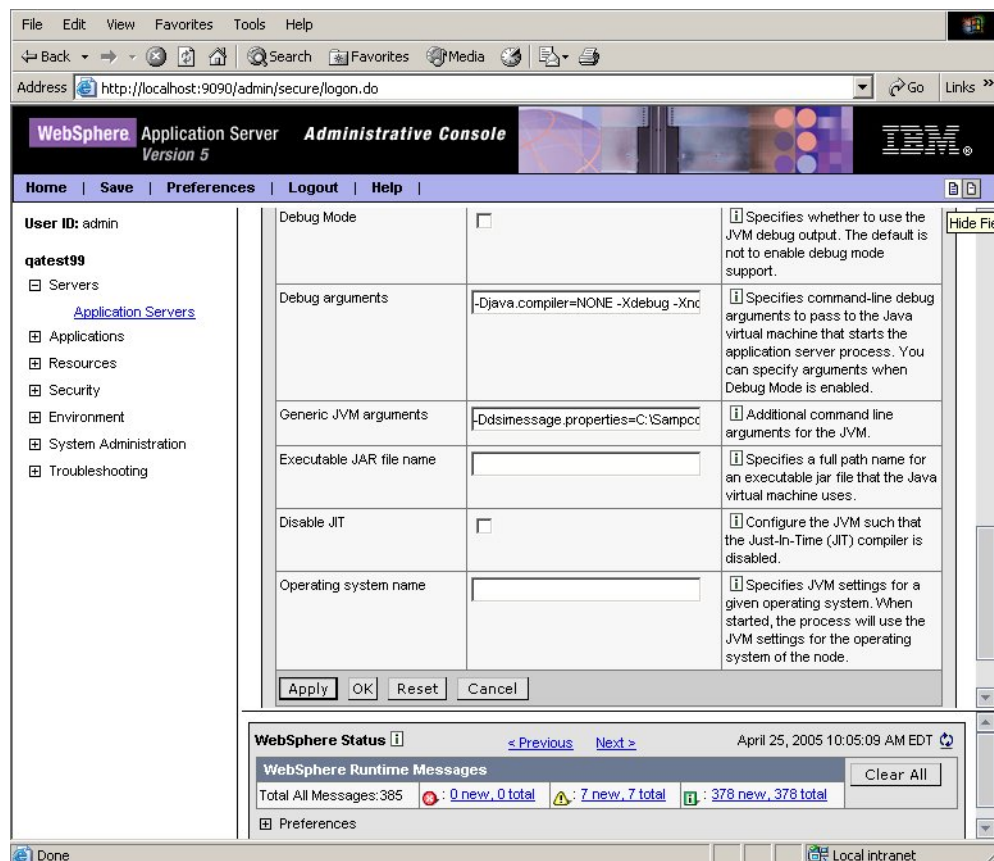 File Edit View Favorites Tools Help
Back Search Favorites Media
Address http://localhost:9090/admin/secure/logon.do Go Links »
WebSphere Application Server Administrative Console
Version 5
IBM®
Home | Save | Preferences | Logout | Help |
Hide Fie
User ID: admin
qatest99
Servers
Application Servers
Applications
Resources
Security
Environment
System Administration
Troubleshooting
Debug Mode
Specifies whether to use the
JVM debug output. The default is
not to enable debug mode
support.
Debug arguments
-Djava.compiler=NONE -Xdebug -Xnc
Specifies command-line debug
arguments to pass to the Java
virtual machine that starts the
application server process. You
can specify arguments when
Debug Mode is enabled.
Generic JVM arguments
-Ddsimessage.properties=C:\Sampcc
Additional command line
arguments for the JVM.
Executable JAR file name
Specifies a full path name for
an executable jar file that the Java
virtual machine uses.
Disable JIT
Configure the JVM such that
the Just-In-Time (JIT) compiler is
disabled.
Operating system name
Specifies JVM settings for a
given operating system. When
started, the process will use the
JVM settings for the operating
system of the node.
Apply OK Reset Cancel
WebSphere Status < Previous Next > April 25, 2005 10:05:09 AM EDT
WebSphere Runtime Messages
Clear All
Total All Messages:385 : 0 new, 0 total : 7 new, 7 total : 378 new, 378 total
Preferences
Done Local intranet